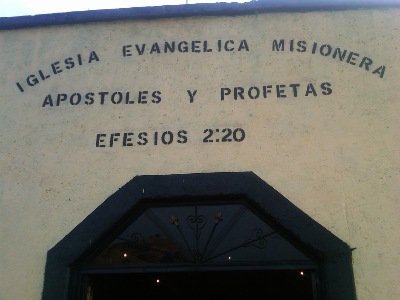 IGLESIA EVANGELICA MISIONERA
APOSTOLES Y PROFETAS
EFESIOS 2:20